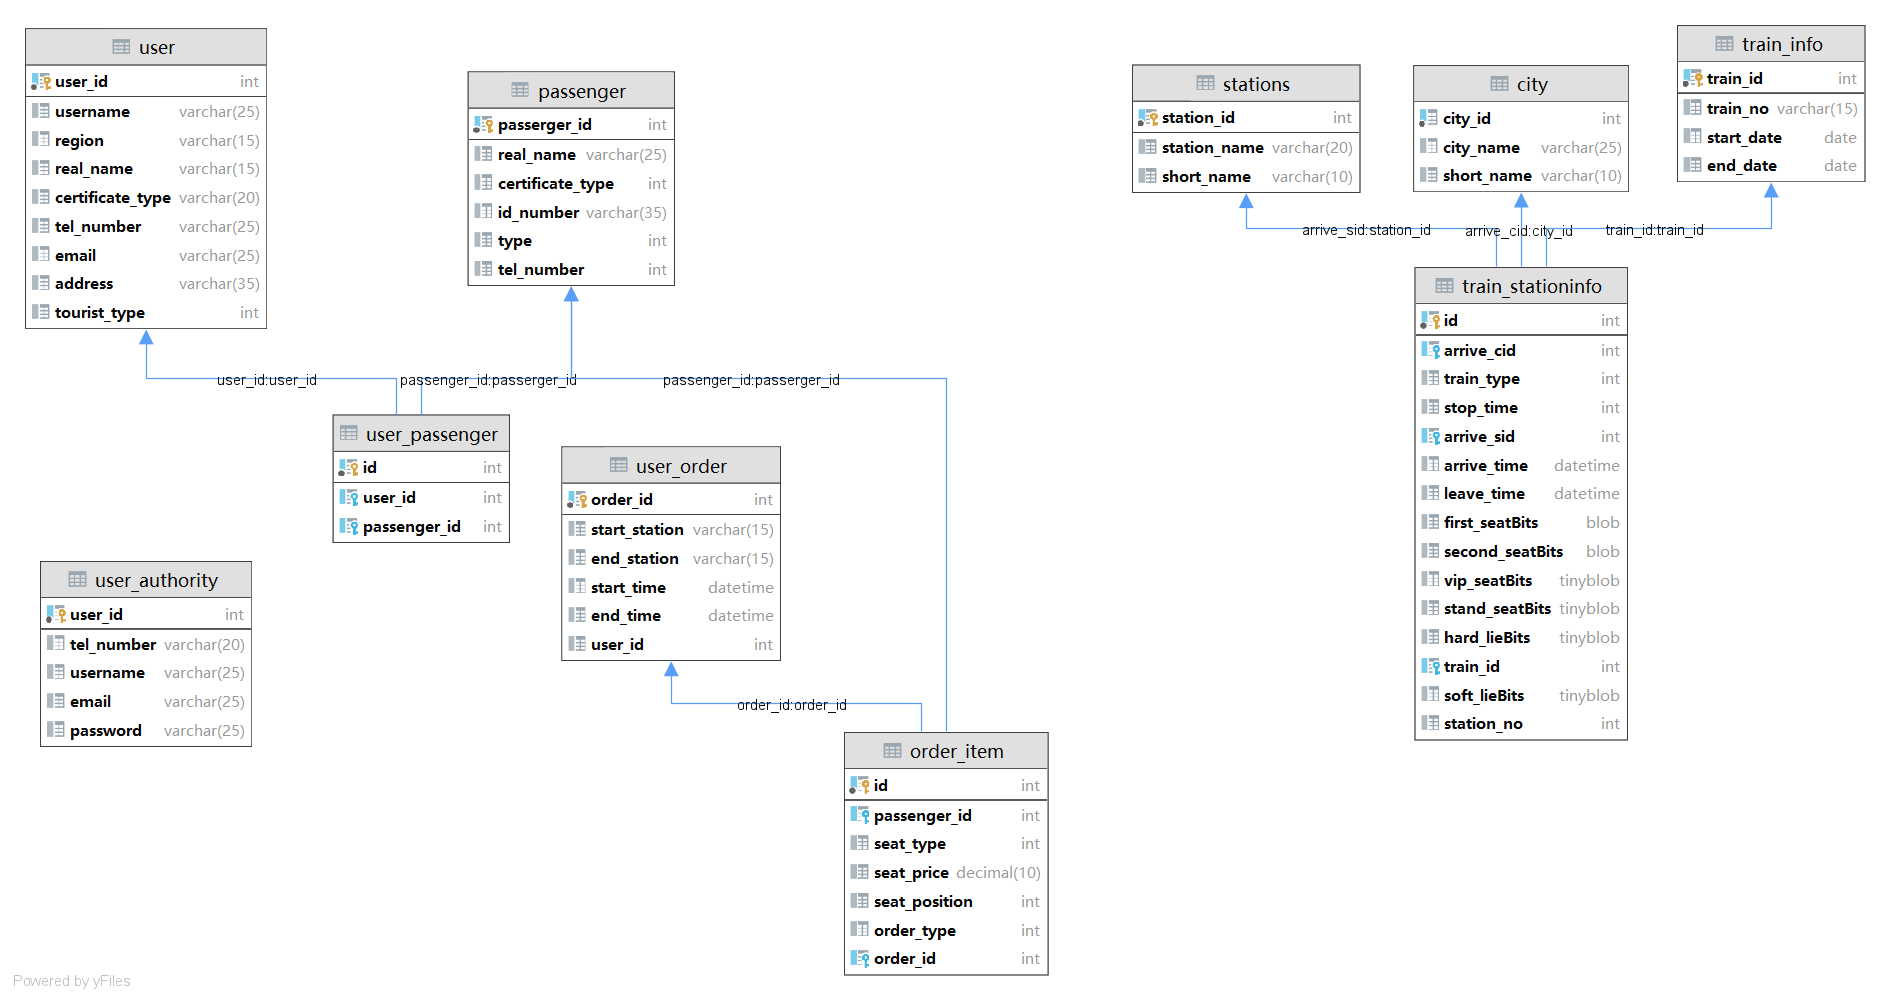 user
user_id int
username varchar(25)
region varchar(15)
real_name varchar(15)
certificate_type varchar(20)
tel_number varchar(25)
email varchar(25)
address varchar(35)
tourist_type int
passenger
passerger_id int
real_name varchar(25)
certificate_type int
id_number varchar(35)
type int
tel_number int
stations
station_id int
station_name varchar(20)
short_name varchar(10)
city
city_id int
city_name varchar(25)
short_name varchar(10)
train_info
train_id int
train_no varchar(15)
start_date date
end_date date
arrive_sid:station_id
arrive_cid:city_id
train_id:train_id
train_stationinfo
id int
arrive_cid int
train_type int
stop_time int
arrive_sid int
arrive_time datetime
leave_time datetime
first_seatBits blob
second_seatBits blob
vip_seatBits tinyblob
stand_seatBits tinyblob
hard_lieBits tinyblob
train_id int
soft_lieBits tinyblob
station_no int
user_id:user_id
passenger_id:passerger_id
passenger_id:passerger_id
user_passenger
id int
user_id int
passenger_id int
user_order
order_id int
start_station varchar(15)
end_station varchar(15)
start_time datetime
end_time datetime
user_id int
user_authority
user_id int
tel_number varchar(20)
username varchar(25)
email varchar(25)
password varchar(25)
order_id:order_id
order_item
id int
passenger_id int
seat_type int
seat_price decimal(10)
seat_position int
order_type int
order_id int
Powered by yFiles